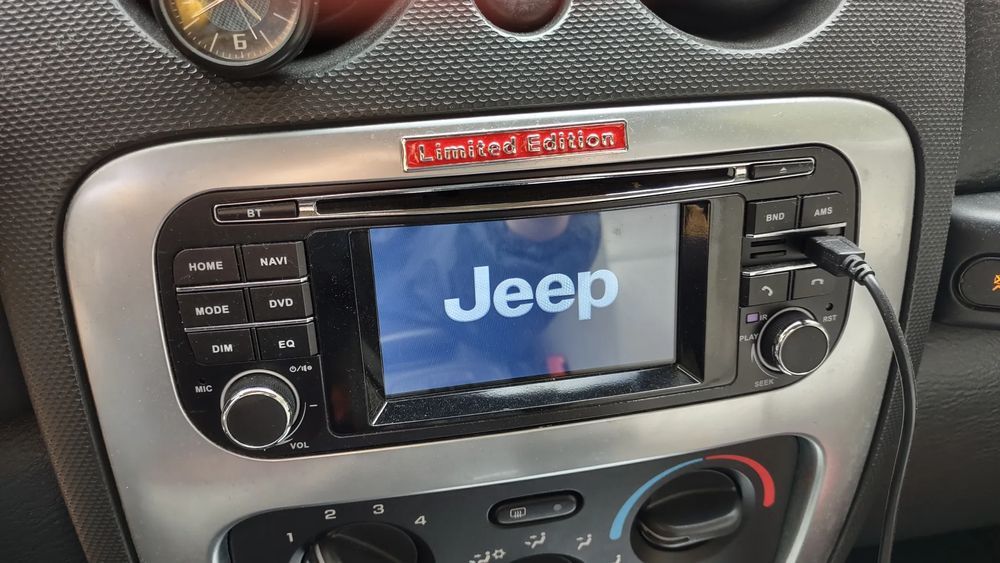 6
Limited Edition
BT
BND
AMS
HOME
NAVI
MODE
DVD
DIM
EQ
Jeep
IR
RST
PLAY
SEEK
MIC
VOL
1
2
3
4